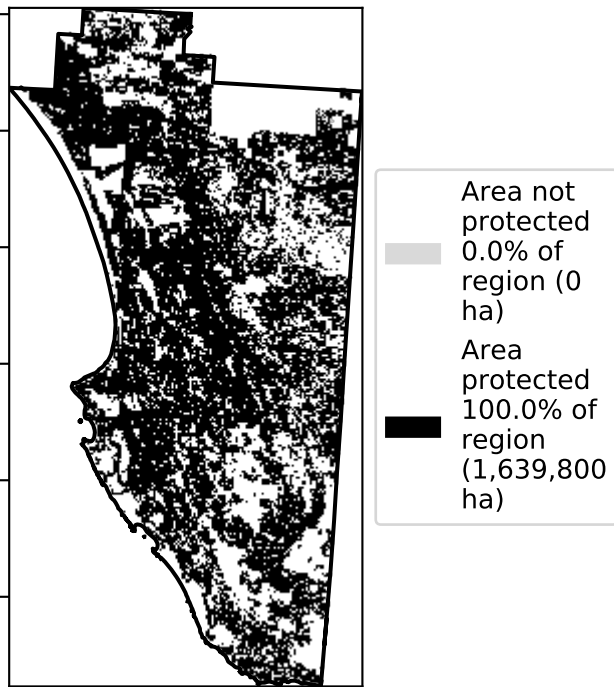 Area not
protected
0.0% of
region (0
ha)
Area
protected
100.0% of
region
(1,639,800
ha)